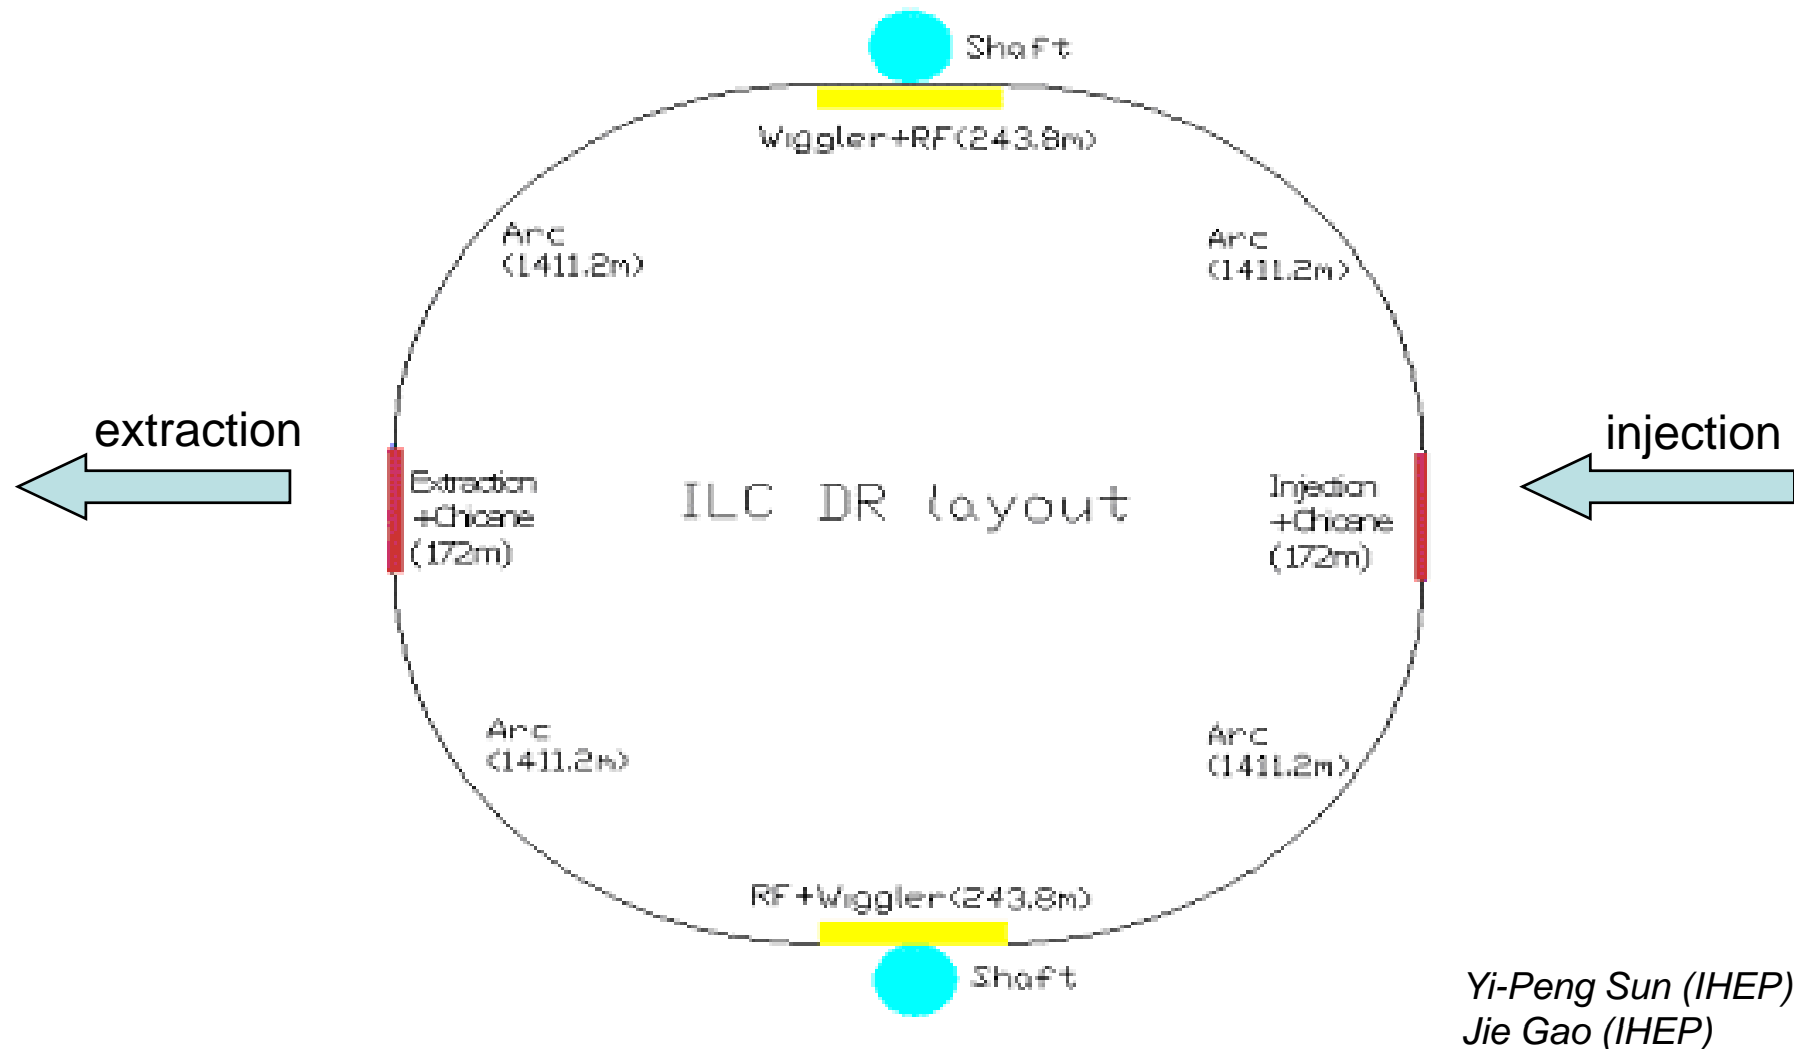 Shaft
Wiggler+RF(243.8m)
Arc
(1411.2m)
Arc
(1411.2m)
extraction
injection
Extraction
+Chicane
(172m)
ILC DR layout
Injection
+Chicane
(172m)
Arc
(1411.2m)
Arc
(1411.2m)
RF+Wiggler(243.8m)
Shaft
Yi-Peng Sun (IHEP)
Jie Gao (IHEP)